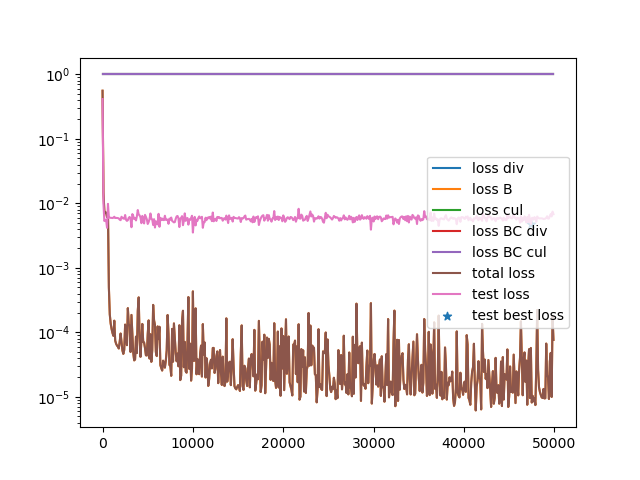 10⁰
10⁻¹
10⁻²
10⁻³
10⁻⁴
10⁻⁵
loss div
loss B
loss cul
loss BC div
loss BC cul
total loss
test loss
test best loss
0 10000 20000 30000 40000 50000